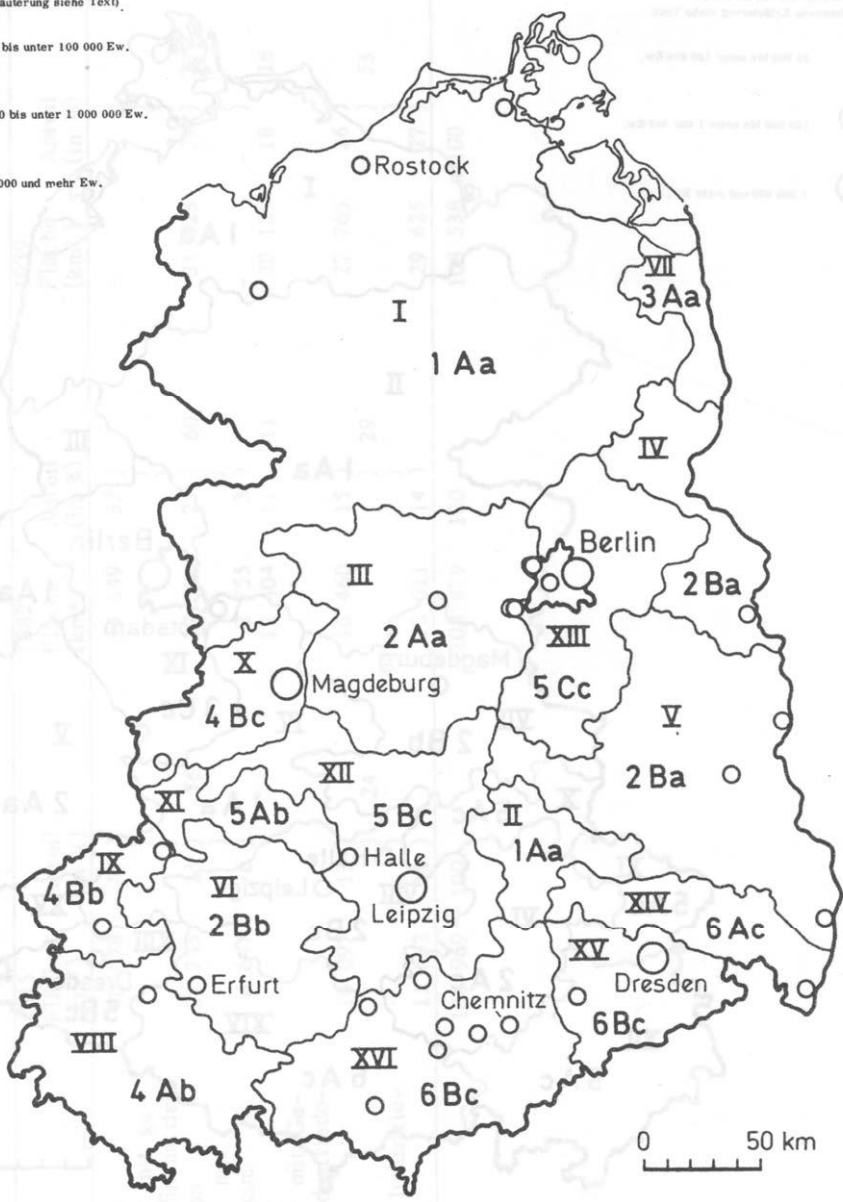 äuterung siehe Text)
bis unter 100 000 Ew.
0 bis unter 1 000 000 Ew.
000 und mehr Ew.
Rostock
VII
3 Aa
I
1 Aa
IV
Berlin
III
2 Ba
2 Aa
XIII
X
Magdeburg
5 Cc
V
4 Bc
XII
2 Ba
XI
5 Ab
5 Bc
II
1 Aa
IX
Halle
4 Bb
VI
Leipzig
XIV
2 Bb
6 Ac
XV
Erfurt
Dresden
Chemnitz
VIII
6 Bc
XVI
4 Ab
6 Bc
0 50 km